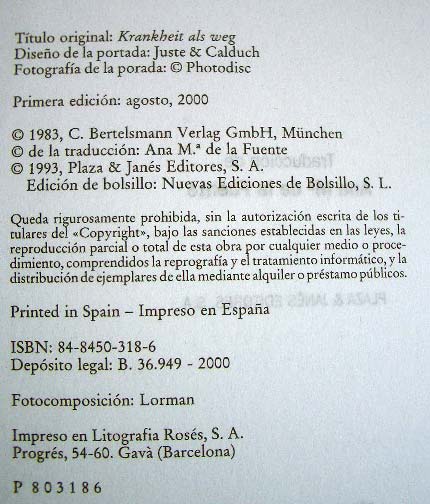 Título original: Krankheit als weg
Diseño de la portada: Juste & Calduch
Fotografía de la porada: © Photodisc
Primera edición: agosto, 2000
© 1983, C. Bertelsmann Verlag GmbH, München
© de la traducción: Ana M.ª de la Fuente
© 1993, Plaza & Janés Editores, S. A.
Edición de bolsillo: Nuevas Ediciones de Bolsillo, S. L.
Queda rigurosamente prohibida, sin la autorización escrita de los ti-
tulares del «Copyright», bajo las sanciones establecidas en las leyes, la
reproducción parcial o total de esta obra por cualquier medio o proce-
dimiento, comprendidos la reprografía y el tratamiento informático, y la
distribución de ejemplares de ella mediante alquiler o préstamo públicos.
Printed in Spain – Impreso en España
ISBN: 84-8450-318-6
Depósito legal: B. 36.949 - 2000
Fotocomposición: Lorman
Impreso en Litografia Rosés, S. A.
Progrés, 54-60. Gavà (Barcelona)
P 803186